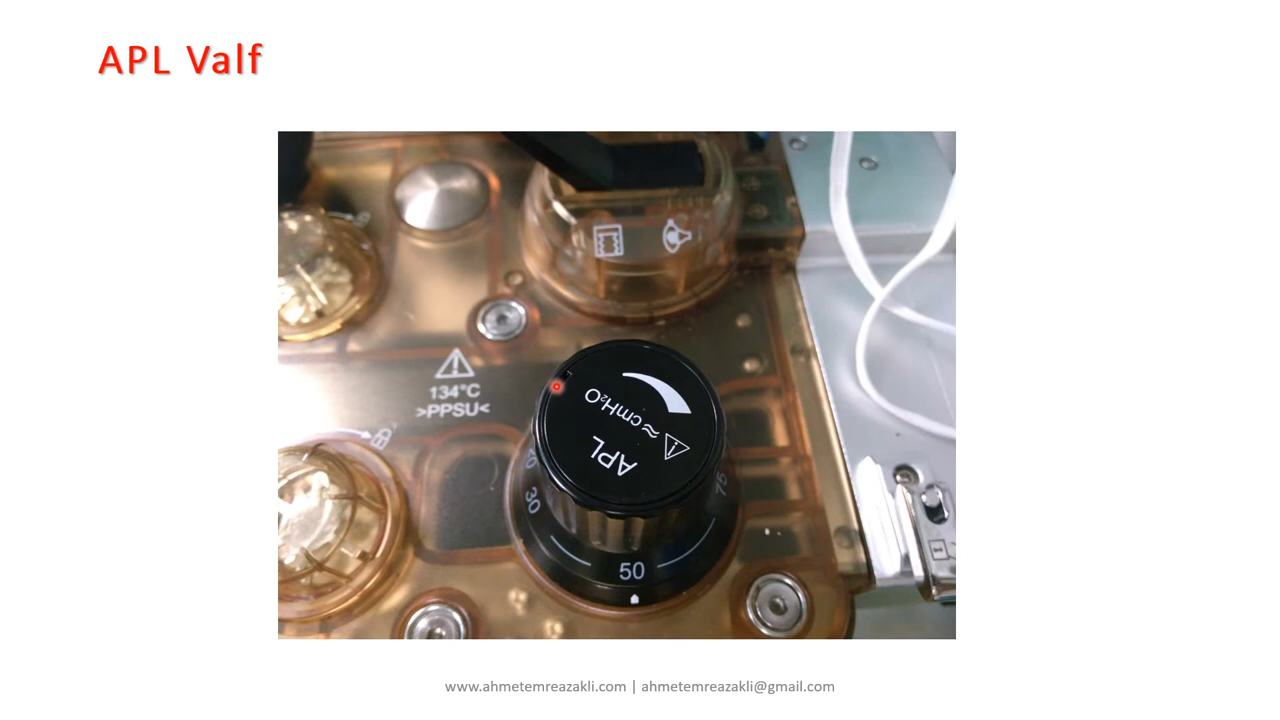 APL Valf
134°C
>PPSU<
APL
≈ cmH₂O
30
75
50
www.ahmetemreazakli.com | ahmetemreazakli@gmail.com